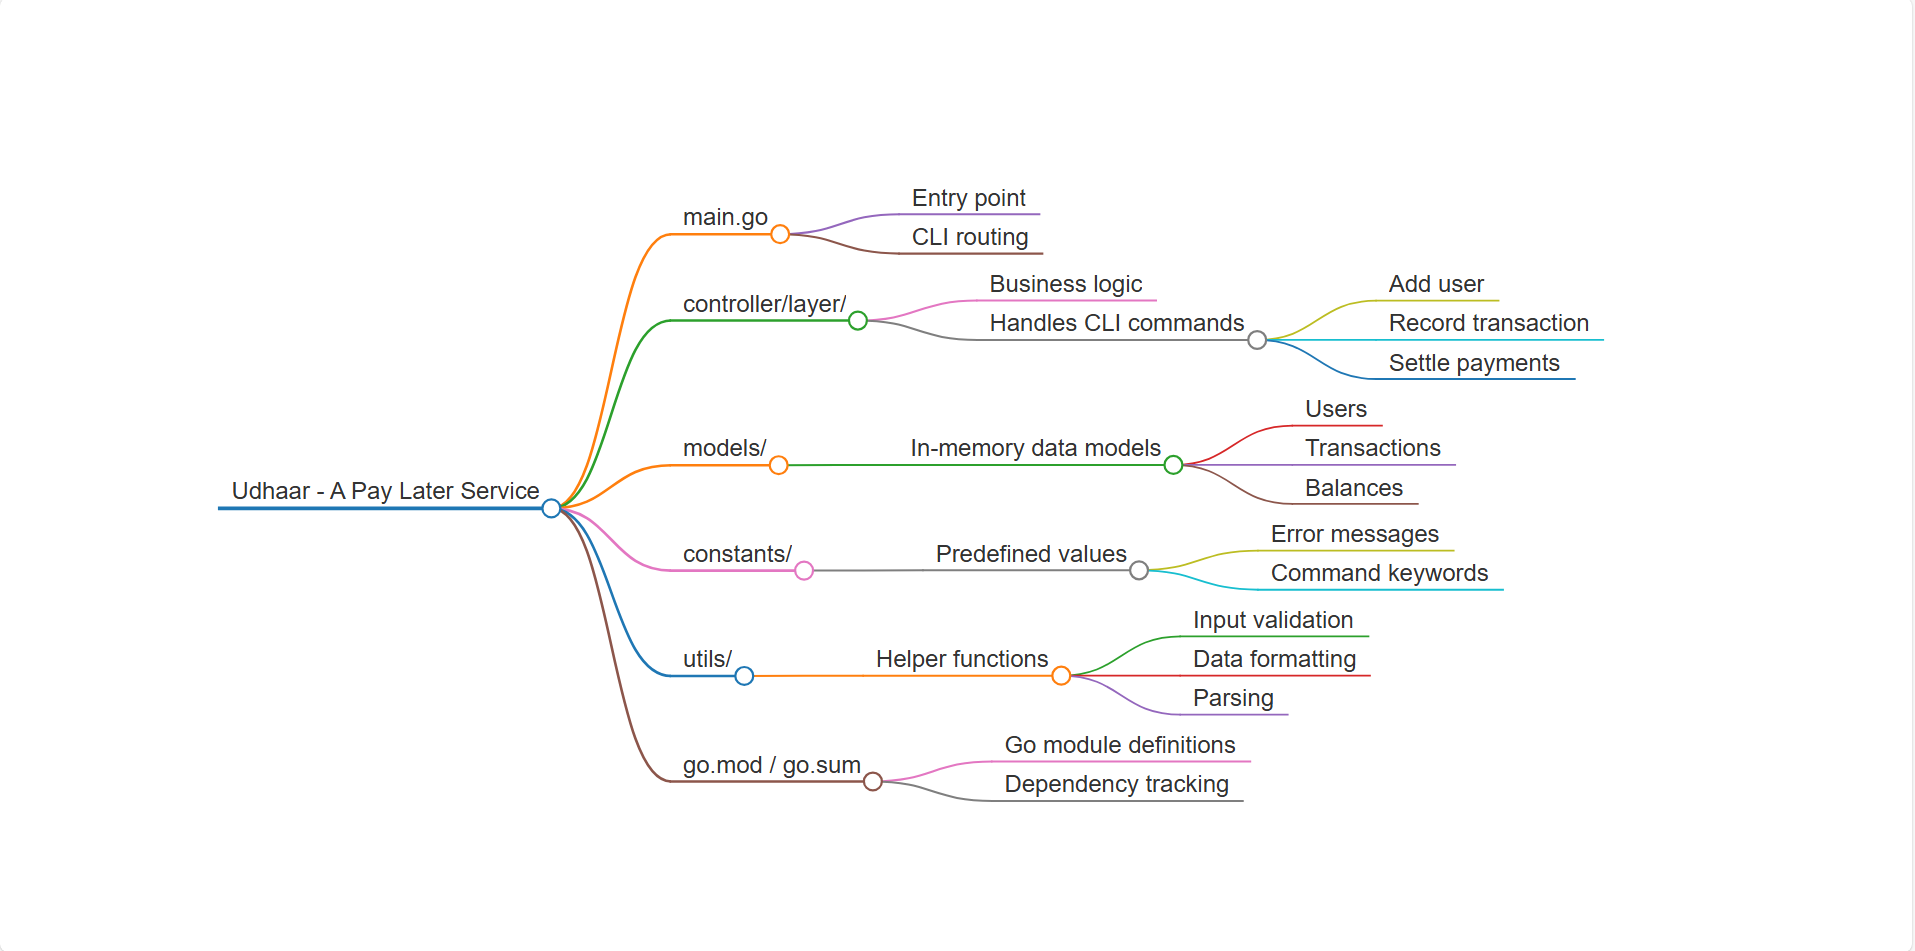 Udhaar - A Pay Later Service
main.go
Entry point
CLI routing
controller/layer/
Business logic
Handles CLI commands
Add user
Record transaction
Settle payments
models/
In-memory data models
Users
Transactions
Balances
constants/
Predefined values
Error messages
Command keywords
utils/
Helper functions
Input validation
Data formatting
Parsing
go.mod / go.sum
Go module definitions
Dependency tracking